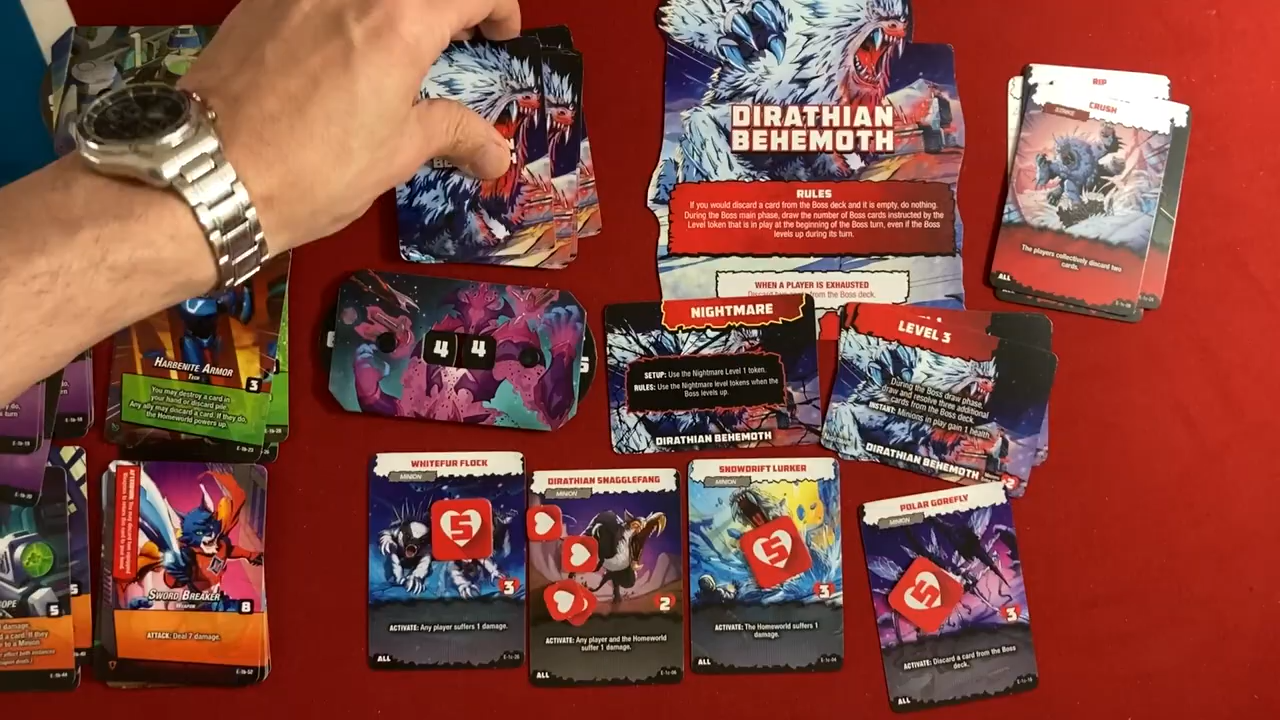 DIRATHIAN
BEHEMOTH
RULES
If you would discard a card from the Boss deck and it is empty, do nothing.
During the Boss main phase, draw the number of Boss cards instructed by the
Level token that is in play at the beginning of the Boss turn, even if the Boss
levels up during its turn.
WHEN A PLAYER IS EXHAUSTED
from the Boss deck.
RIP
CRUSH
The players collectively discard two
cards.
ALL
4 4
NIGHTMARE
SETUP: Use the Nightmare Level 1 token.
RULES: Use the Nightmare level tokens when the
Boss levels up.
DIRATHIAN BEHEMOTH
LEVEL 3
During the Boss draw phase,
draw and resolve three additional
cards from the Boss deck.
INSTANT: Minions in play gain 1 health.
DIRATHIAN BEHEMOTH
HARBENITE ARMOR
TECH
3
You may destroy a card in
your hand or discard pile.
Any ally may discard a card. If they do,
the Homeworld powers up.
SWORD BREAKER
WEAPON
8
ATTACK: Deal 7 damage.
5
WHITEFUR FLOCK
MINION
5
3
ACTIVATE: Any player suffers 1 damage.
ALL
DIRATHIAN SNAGGLEFANG
MINION
2
ACTIVATE: Any player and the Homeworld
suffer 1 damage.
ALL
SNOWDRIFT LURKER
MINION
5
3
ACTIVATE: The Homeworld suffers 1
damage.
ALL
POLAR GOREFLY
MINION
5
3
ACTIVATE: Discard a card from the Boss
deck.
ALL